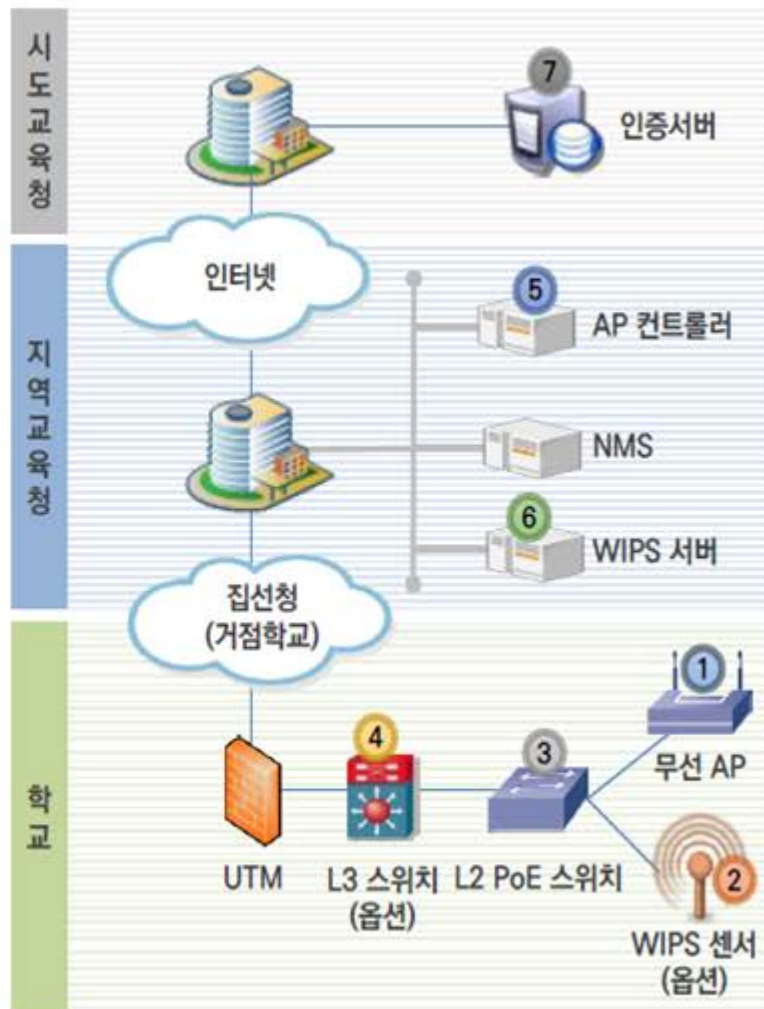 시도교육청
7
인증서버
인터넷
지역교육청
5
AP 컨트롤러
NMS
6
WIPS 서버
집선청
(거점학교)
학교
1
무선 AP
4
3
UTM
L3 스위치
(옵션)
L2 PoE 스위치
2
WIPS 센서
(옵션)